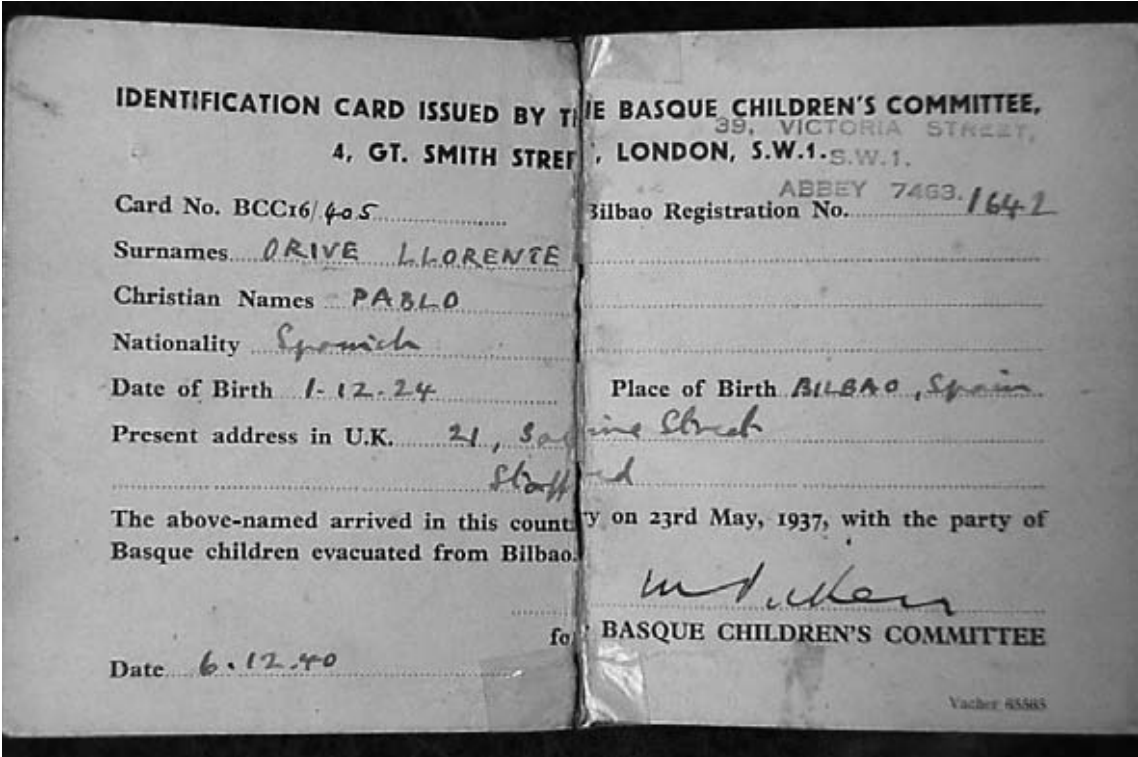 IDENTIFICATION CARD ISSUED BY THE BASQUE CHILDREN'S COMMITTEE,
39, VICTORIA STREET,
4, GT. SMITH STREE, LONDON, S.W.1. S.W.1.
ABBEY 7463.
Card No. BCC16/405 Bilbao Registration No. 1642
Surnames ORIVE LLORENTE
Christian Names PABLO
Nationality Spanish
Date of Birth 1-12-24 Place of Birth BILBAO, Spain
Present address in U.K. 21, Street
Stafford
The above-named arrived in this country on 23rd May, 1937, with the party of
Basque children evacuated from Bilbao.
for BASQUE CHILDREN'S COMMITTEE
Date 6.12.40
Vacher 65565